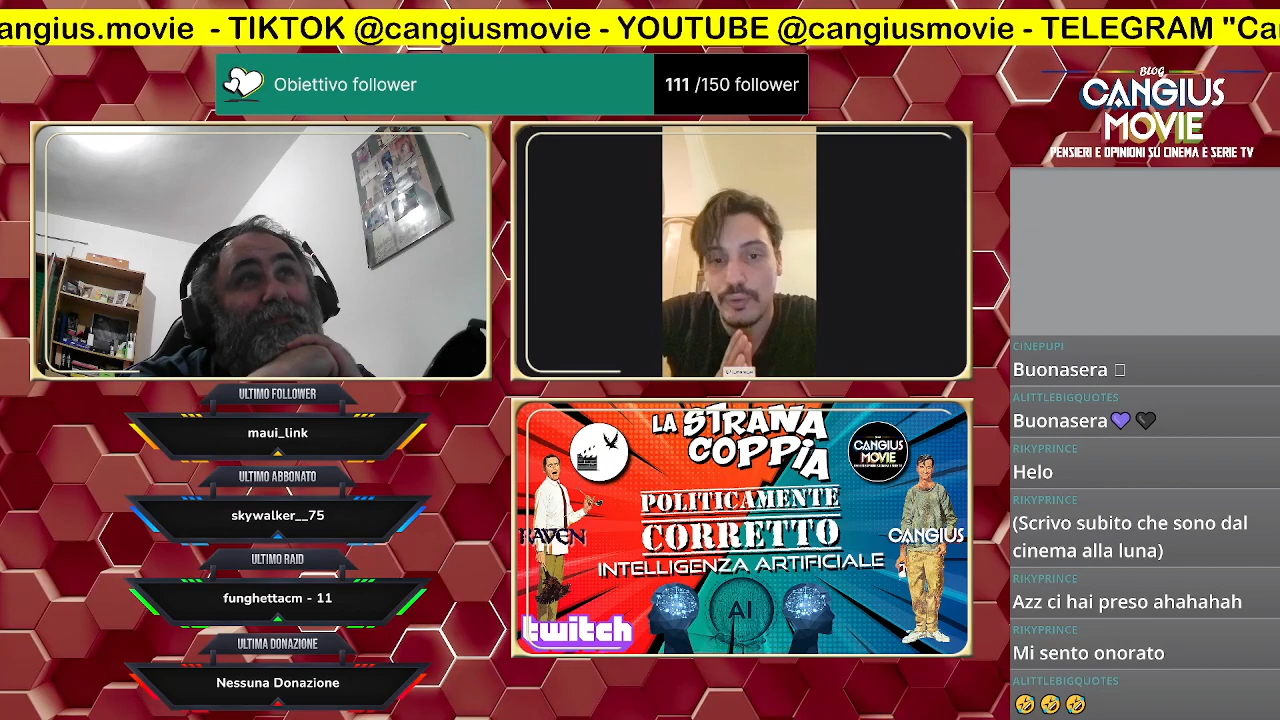 angius.movie - TIKTOK @cangiusmovie - YOUTUBE @cangiusmovie - TELEGRAM "Ca
Obiettivo follower
111 /150 follower
BLOG
CANGIUS
MOVIE
PENSIERI E OPINIONI SU CINEMA E SERIE TV
ULTIMO FOLLOWER
maui_link
ULTIMO ABBONATO
skywalker__75
ULTIMO RAID
funghettacm - 11
ULTIMA DONAZIONE
Nessuna Donazione
LA STRANA
COPPIA
CANGIUS
MOVIE
POLITICAMENTE
CORRETTO
INTELLIGENZA ARTIFICIALE
RAVEN
CANGIUS
AI
twitch
CINEPUPI
Buonasera
ALITTLEBIGQUOTES
Buonasera💜 🖤
RIKYPRINCE
Helo
RIKYPRINCE
(Scrivo subito che sono dal
cinema alla luna)
RIKYPRINCE
Azz ci hai preso ahahahah
RIKYPRINCE
Mi sento onorato
ALITTLEBIGQUOTES
🤣 🤣 🤣